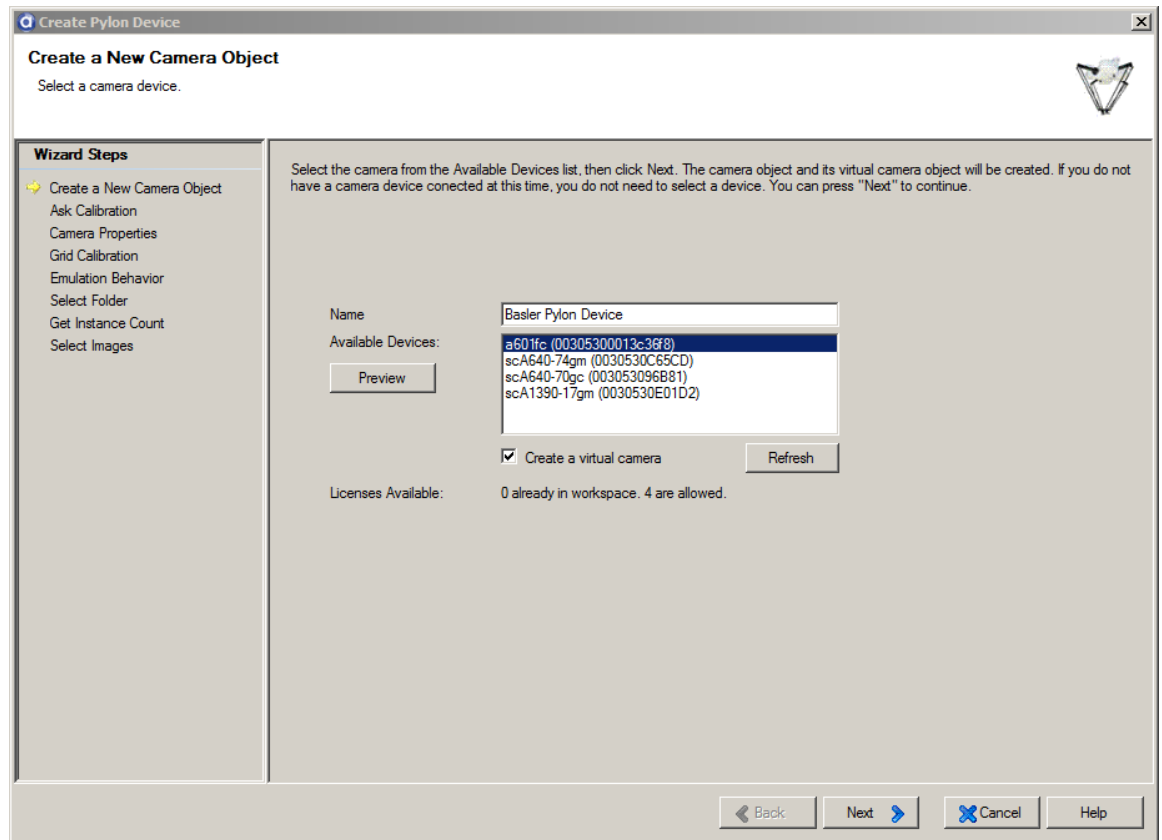 Create Pylon Device
Create a New Camera Object
Select a camera device.
Wizard Steps
Create a New Camera Object
Ask Calibration
Camera Properties
Grid Calibration
Emulation Behavior
Select Folder
Get Instance Count
Select Images
Select the camera from the Available Devices list, then click Next. The camera object and its virtual camera object will be created. If you do not
have a camera device conected at this time, you do not need to select a device. You can press "Next" to continue.
Name
Basler Pylon Device
Available Devices:
a601fc (00305300013c36f8)
scA640-74gm (0030530C65CD)
scA640-70gc (003053096B81)
scA1390-17gm (0030530E01D2)
Preview
Create a virtual camera
Refresh
Licenses Available:
0 already in workspace. 4 are allowed.
Back
Next
Cancel
Help